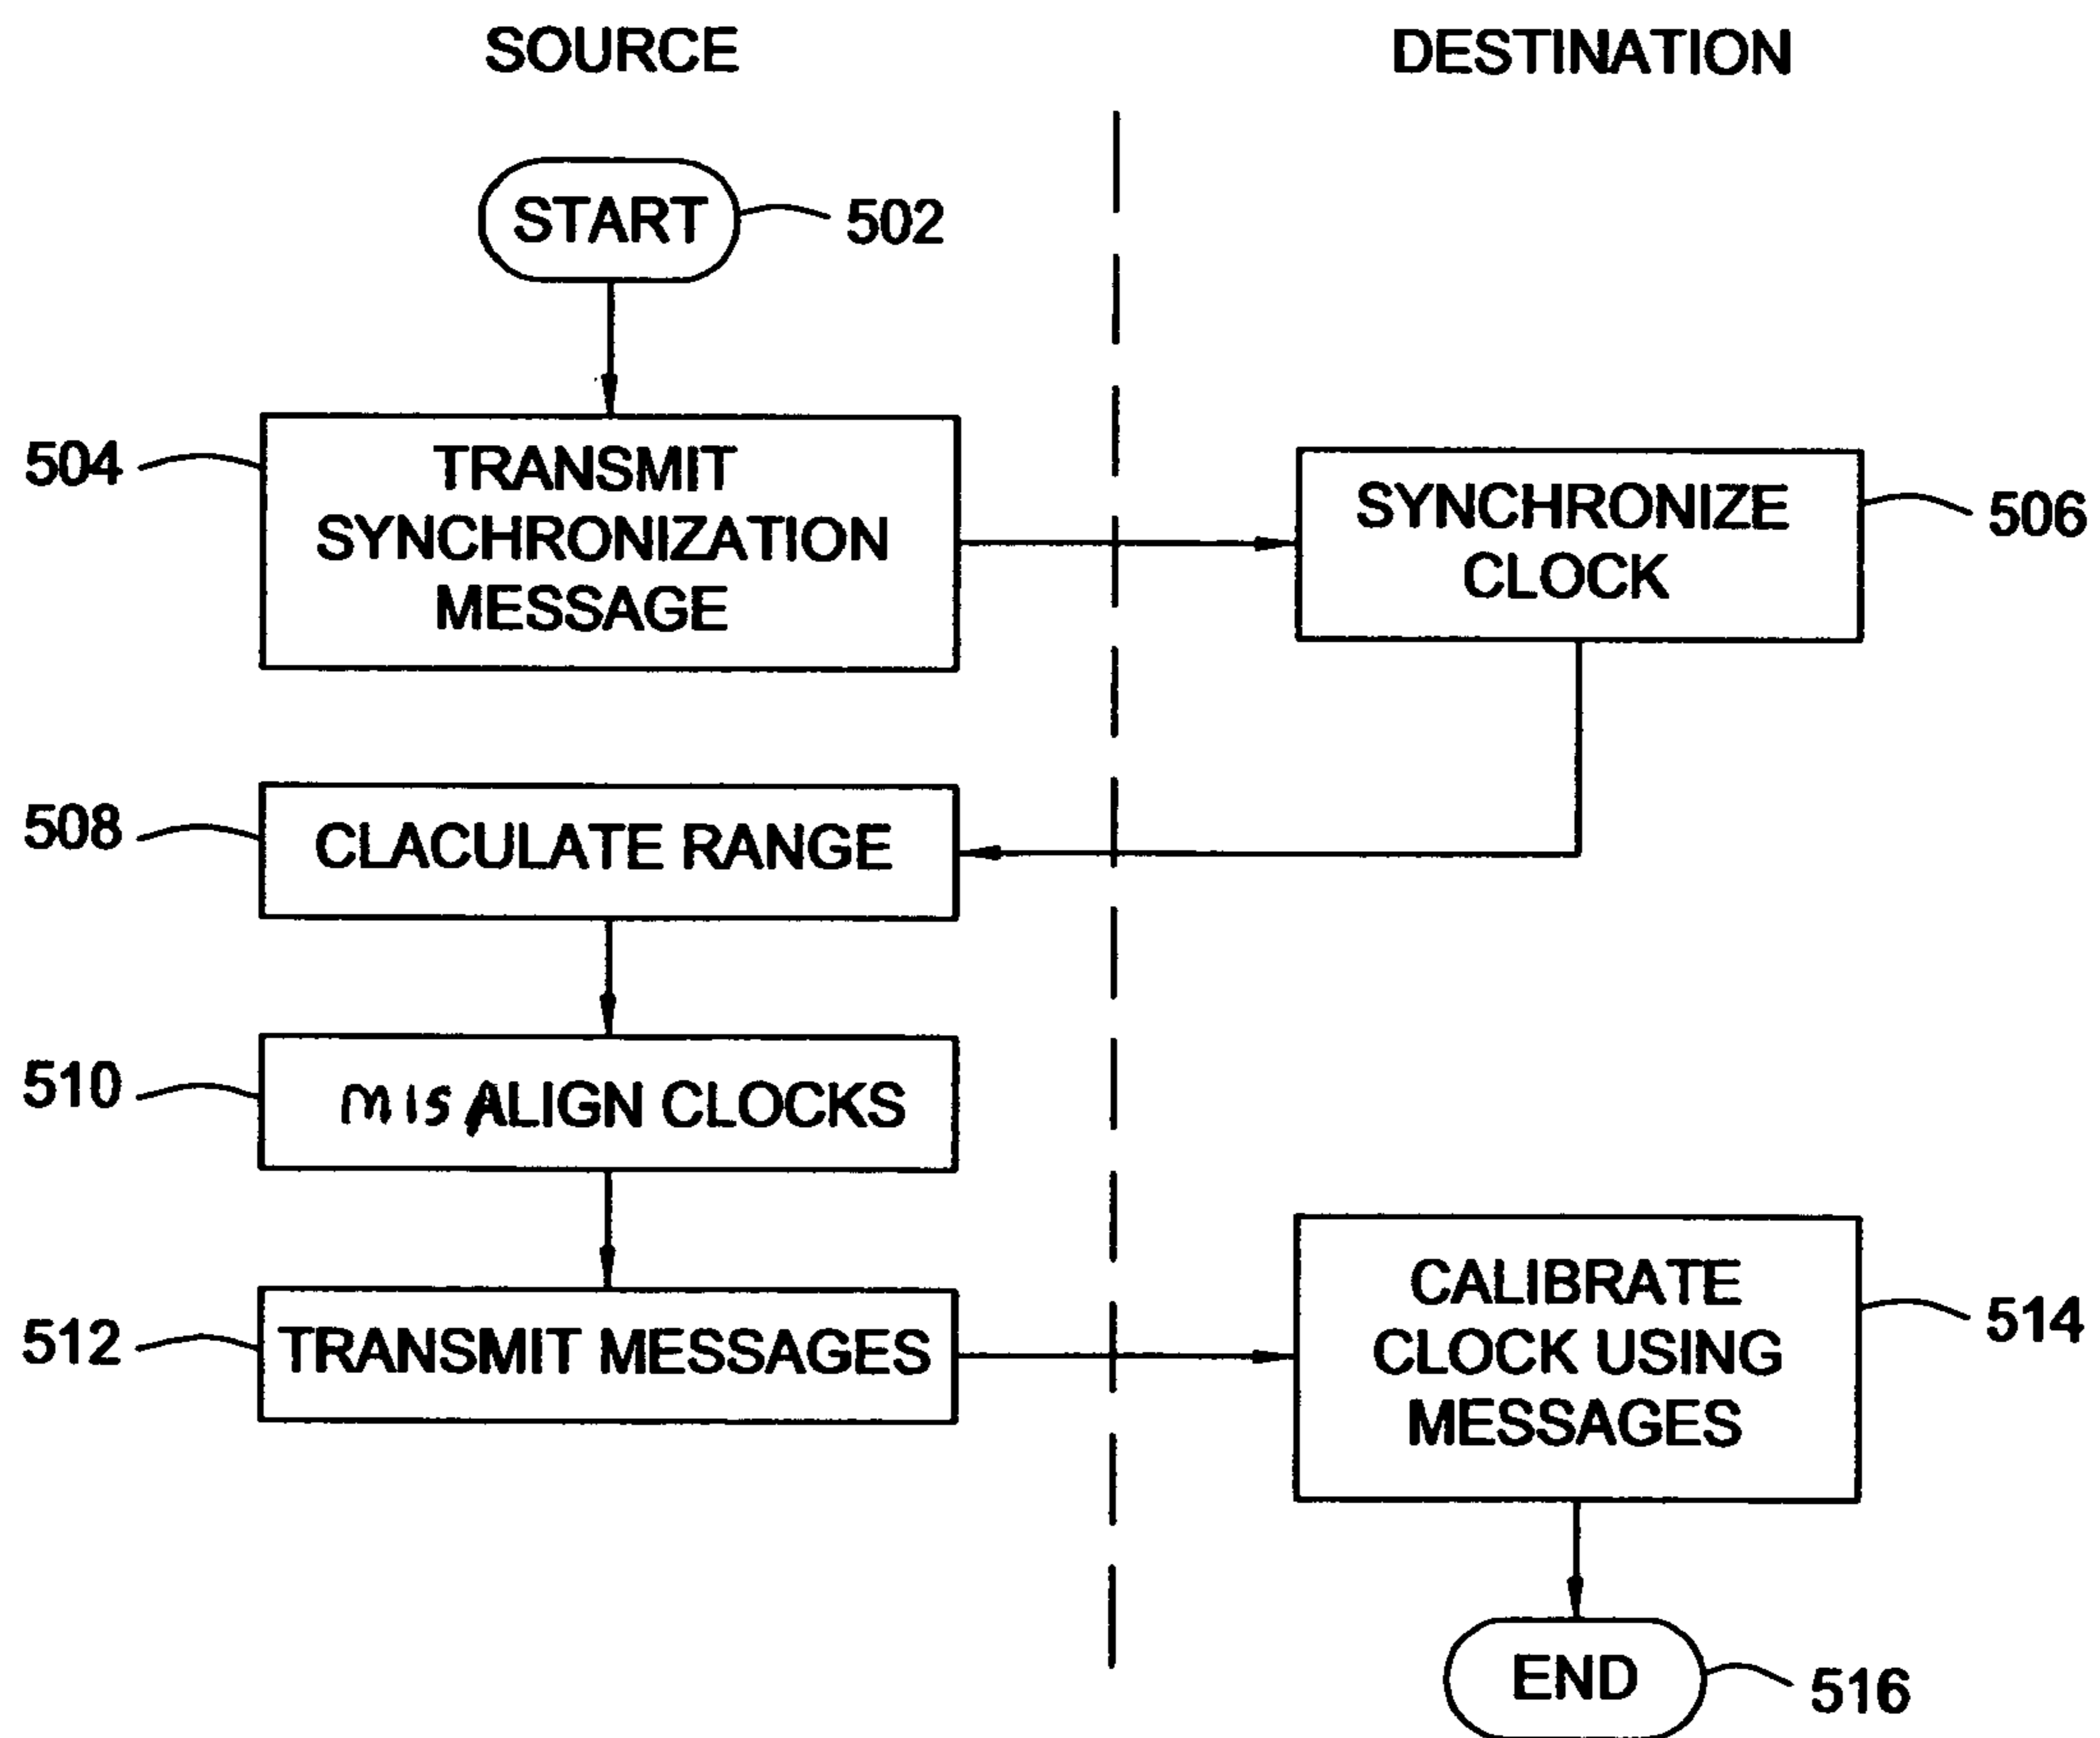 SOURCE
DESTINATION
START
502
504
TRANSMIT
SYNCHRONIZATION
MESSAGE
SYNCHRONIZE
CLOCK
506
508
CLACULATE RANGE
510
mis ALIGN CLOCKS
512
TRANSMIT MESSAGES
CALIBRATE
CLOCK USING
MESSAGES
514
END
516